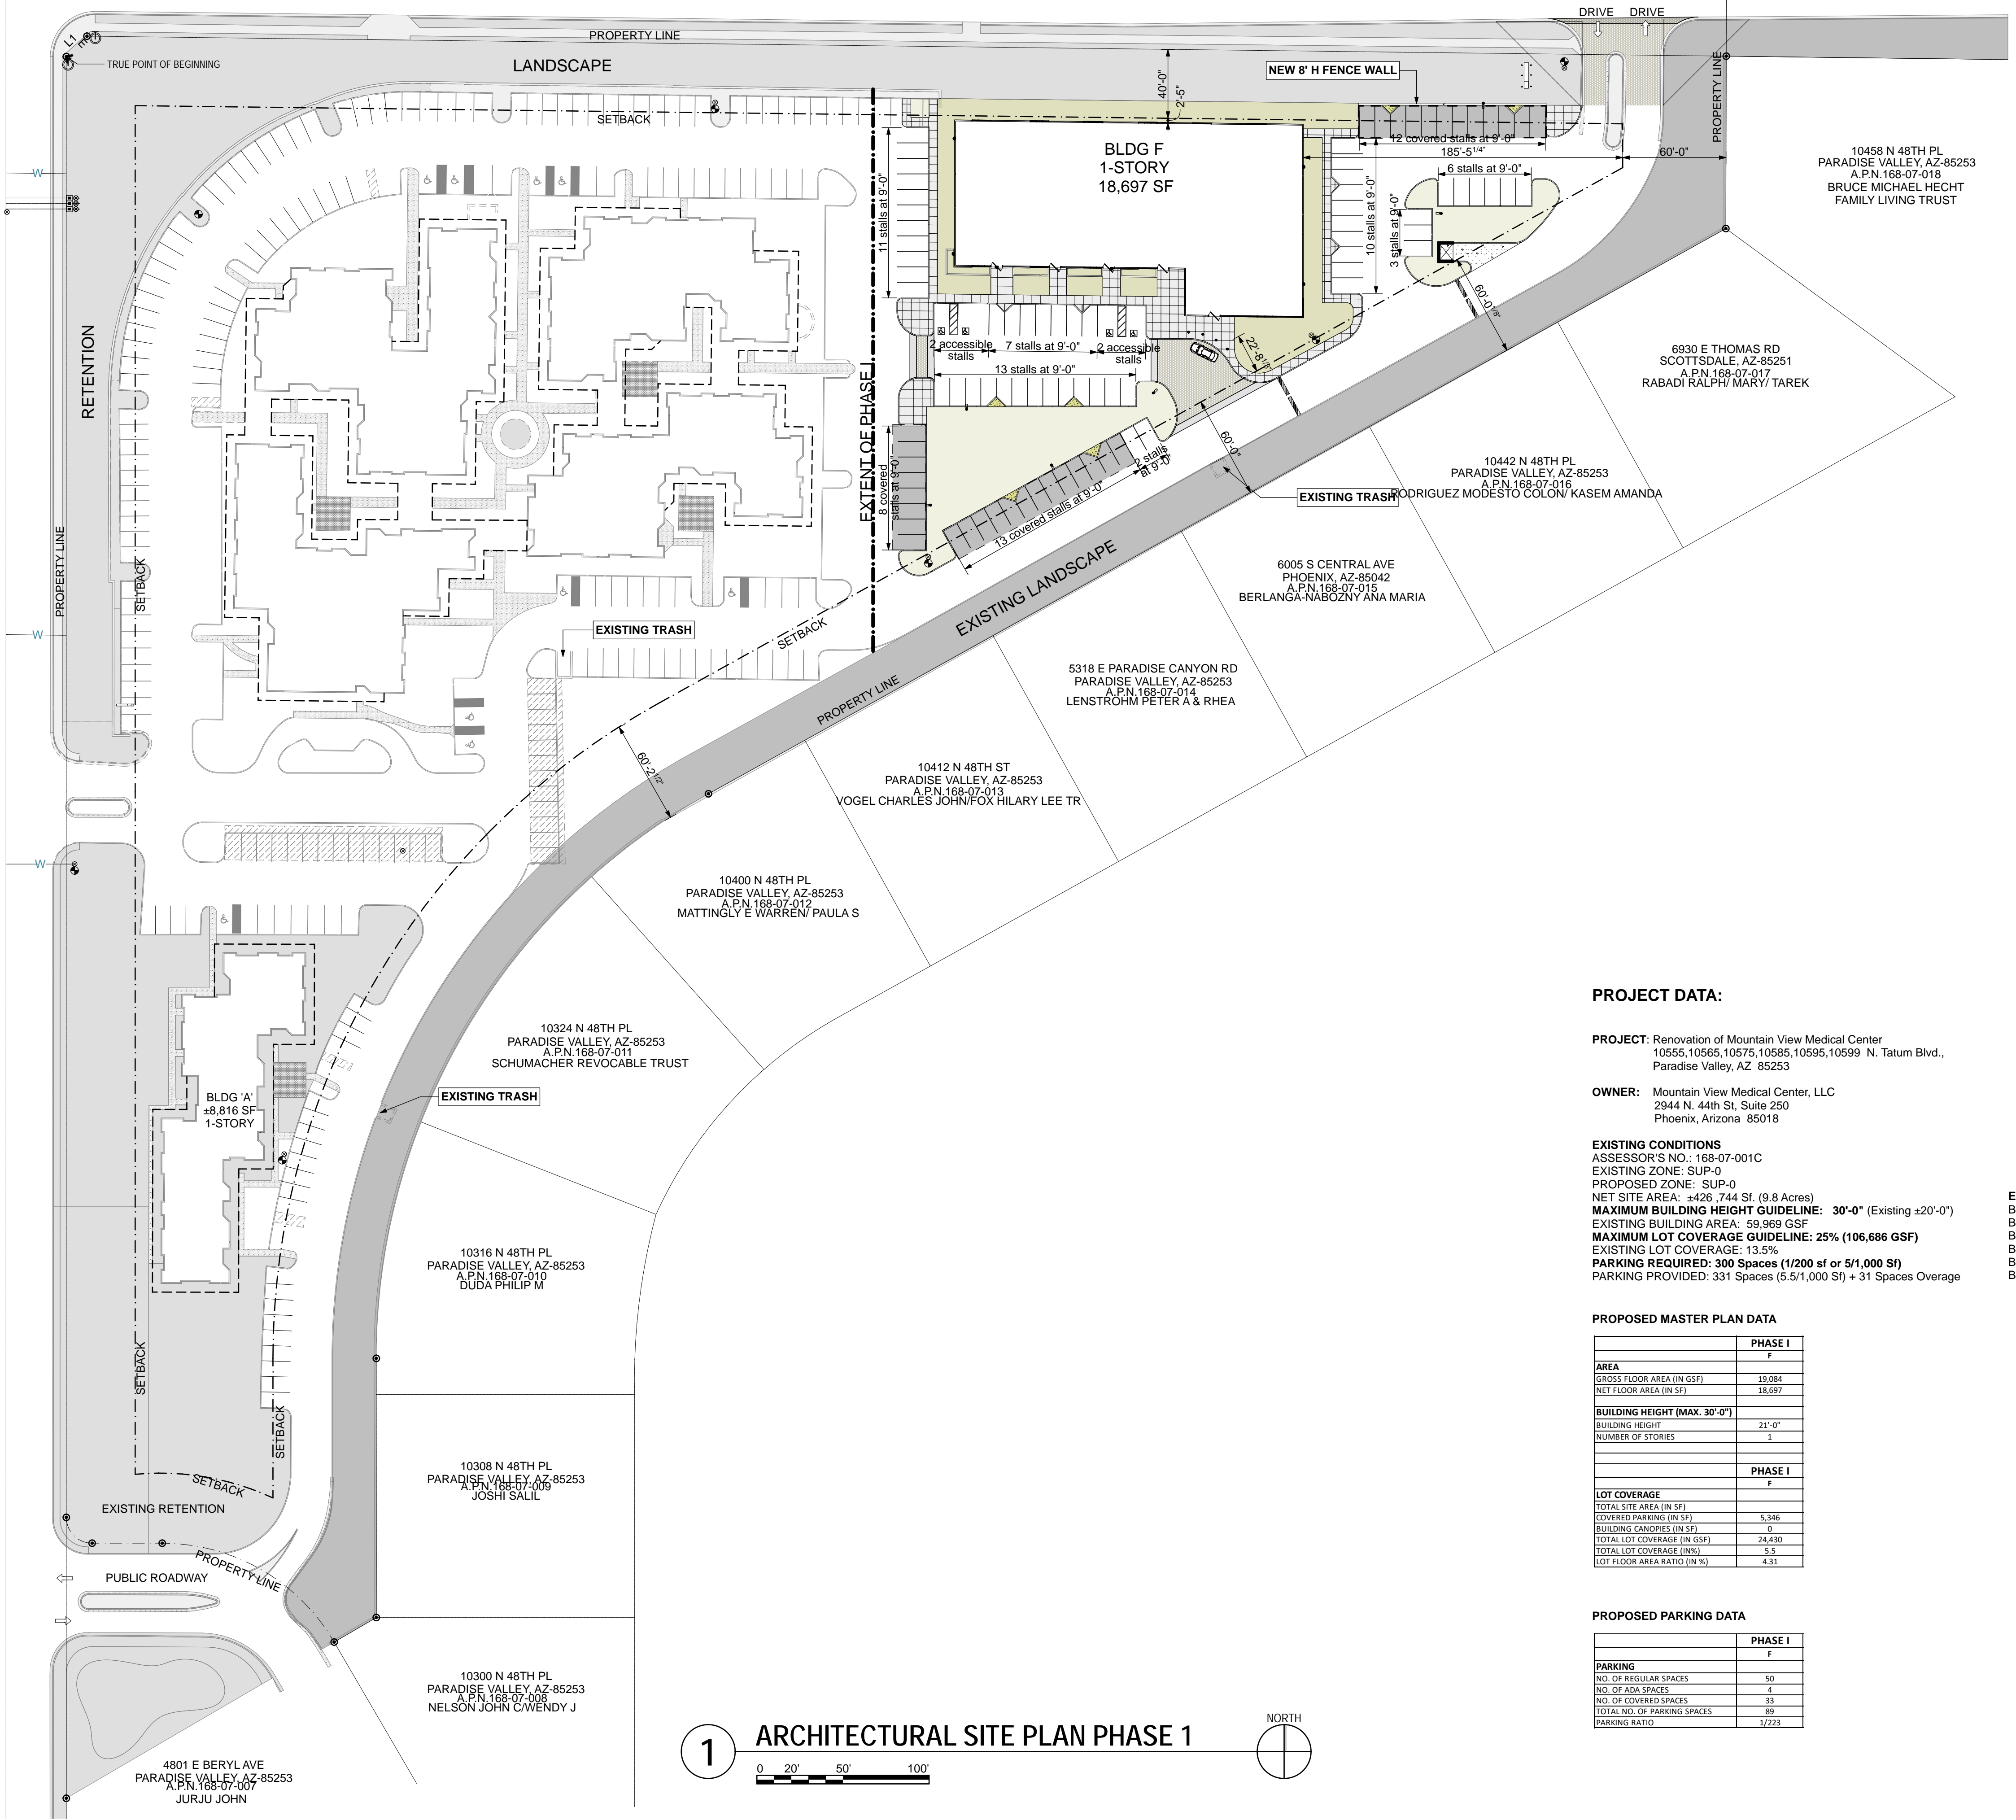 DRIVE DRIVE
PROPERTY LINE
L1
TRUE POINT OF BEGINNING
LANDSCAPE
NEW 8' H FENCE WALL
PROPERTY LINE
40'-0"
2'-5"
SETBACK
12 covered stalls at 9'-0"
185'-5 1/4"
60'-0"
BLDG F
1-STORY
18,697 SF
10458 N 48TH PL
PARADISE VALLEY, AZ-85253
A.P.N.168-07-018
BRUCE MICHAEL HECHT
FAMILY LIVING TRUST
W
6 stalls at 9'-0"
11 stalls at 9'-0"
10 stalls at 9'-0"
3 stalls at 9'-0"
RETENTION
2 accessible
stalls
7 stalls at 9'-0"
2 accessible
stalls
22'-8
13 stalls at 9'-0"
EXTENT OF PHASE I
6930 E THOMAS RD
SCOTTSDALE, AZ-85251
A.P.N.168-07-017
RABADI RALPH/ MARY/ TAREK
60'-0"
8 covered
stalls at 9'-0"
2 stalls
at 9'-0"
13 covered stalls at 9'-0"
EXISTING TRASH
10442 N 48TH PL
PARADISE VALLEY, AZ-85253
A.P.N.168-07-016
RODRIGUEZ MODESTO COLON/ KASEM AMANDA
PROPERTY LINE
SETBACK
EXISTING LANDSCAPE
6005 S CENTRAL AVE
PHOENIX, AZ-85042
A.P.N.168-07-015
BERLANGA-NABOZNY ANA MARIA
W
EXISTING TRASH
SETBACK
PROPERTY LINE
5318 E PARADISE CANYON RD
PARADISE VALLEY, AZ-85253
A.P.N.168-07-014
LENSTROHM PETER A & RHEA
60'-2 1/2"
10412 N 48TH ST
PARADISE VALLEY, AZ-85253
A.P.N.168-07-013
VOGEL CHARLES JOHN/FOX HILARY LEE TR
W
10400 N 48TH PL
PARADISE VALLEY, AZ-85253
A.P.N.168-07-012
MATTINGLY E WARREN/ PAULA S
10324 N 48TH PL
PARADISE VALLEY, AZ-85253
A.P.N.168-07-011
SCHUMACHER REVOCABLE TRUST
EXISTING TRASH
BLDG 'A'
±8,816 SF
1-STORY
10316 N 48TH PL
PARADISE VALLEY, AZ-85253
A.P.N.168-07-010
DUDA PHILIP M
SETBACK
SETBACK
SETBACK
EXISTING RETENTION
10308 N 48TH PL
PARADISE VALLEY, AZ-85253
A.P.N.168-07-009
JOSHI SALIL
PROPERTY LINE
PUBLIC ROADWAY
10300 N 48TH PL
PARADISE VALLEY, AZ-85253
A.P.N.168-07-008
NELSON JOHN C/WENDY J
4801 E BERYL AVE
PARADISE VALLEY, AZ-85253
A.P.N.168-07-007
JURJU JOHN
1 ARCHITECTURAL SITE PLAN PHASE 1
0 20' 50' 100'
NORTH
PROJECT DATA:
PROJECT: Renovation of Mountain View Medical Center
10555,10565,10575,10585,10595,10599 N. Tatum Blvd.,
Paradise Valley, AZ 85253
OWNER: Mountain View Medical Center, LLC
2944 N. 44th St, Suite 250
Phoenix, Arizona 85018
EXISTING CONDITIONS
ASSESSOR'S NO.: 168-07-001C
EXISTING ZONE: SUP-0
PROPOSED ZONE: SUP-0
NET SITE AREA: ±426 ,744 Sf. (9.8 Acres)
MAXIMUM BUILDING HEIGHT GUIDELINE: 30'-0" (Existing ±20'-0")
EXISTING BUILDING AREA: 59,969 GSF
MAXIMUM LOT COVERAGE GUIDELINE: 25% (106,686 GSF)
EXISTING LOT COVERAGE: 13.5%
PARKING REQUIRED: 300 Spaces (1/200 sf or 5/1,000 Sf)
PARKING PROVIDED: 331 Spaces (5.5/1,000 Sf) + 31 Spaces Overage
PROPOSED MASTER PLAN DATA
PHASE I
F
AREA
GROSS FLOOR AREA (IN GSF) 19,084
NET FLOOR AREA (IN SF) 18,697
BUILDING HEIGHT (MAX. 30'-0")
BUILDING HEIGHT 21'-0"
NUMBER OF STORIES 1
PHASE I
F
LOT COVERAGE
TOTAL SITE AREA (IN SF)
COVERED PARKING (IN SF) 5,346
BUILDING CANOPIES (IN SF) 0
TOTAL LOT COVERAGE (IN GSF) 24,430
TOTAL LOT COVERAGE (IN%) 5.5
LOT FLOOR AREA RATIO (IN %) 4.31
PROPOSED PARKING DATA
PHASE I
F
PARKING
NO. OF REGULAR SPACES 50
NO. OF ADA SPACES 4
NO. OF COVERED SPACES 33
TOTAL NO. OF PARKING SPACES 89
PARKING RATIO 1/223